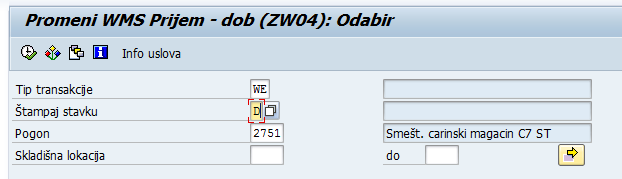 Promeni WMS Prijem - dob (ZW04): Odabir
Info uslova
Tip transakcije WE
Štampaj stavku D
Pogon 2751 Smešt. carinski magacin C7 ST
Skladišna lokacija do